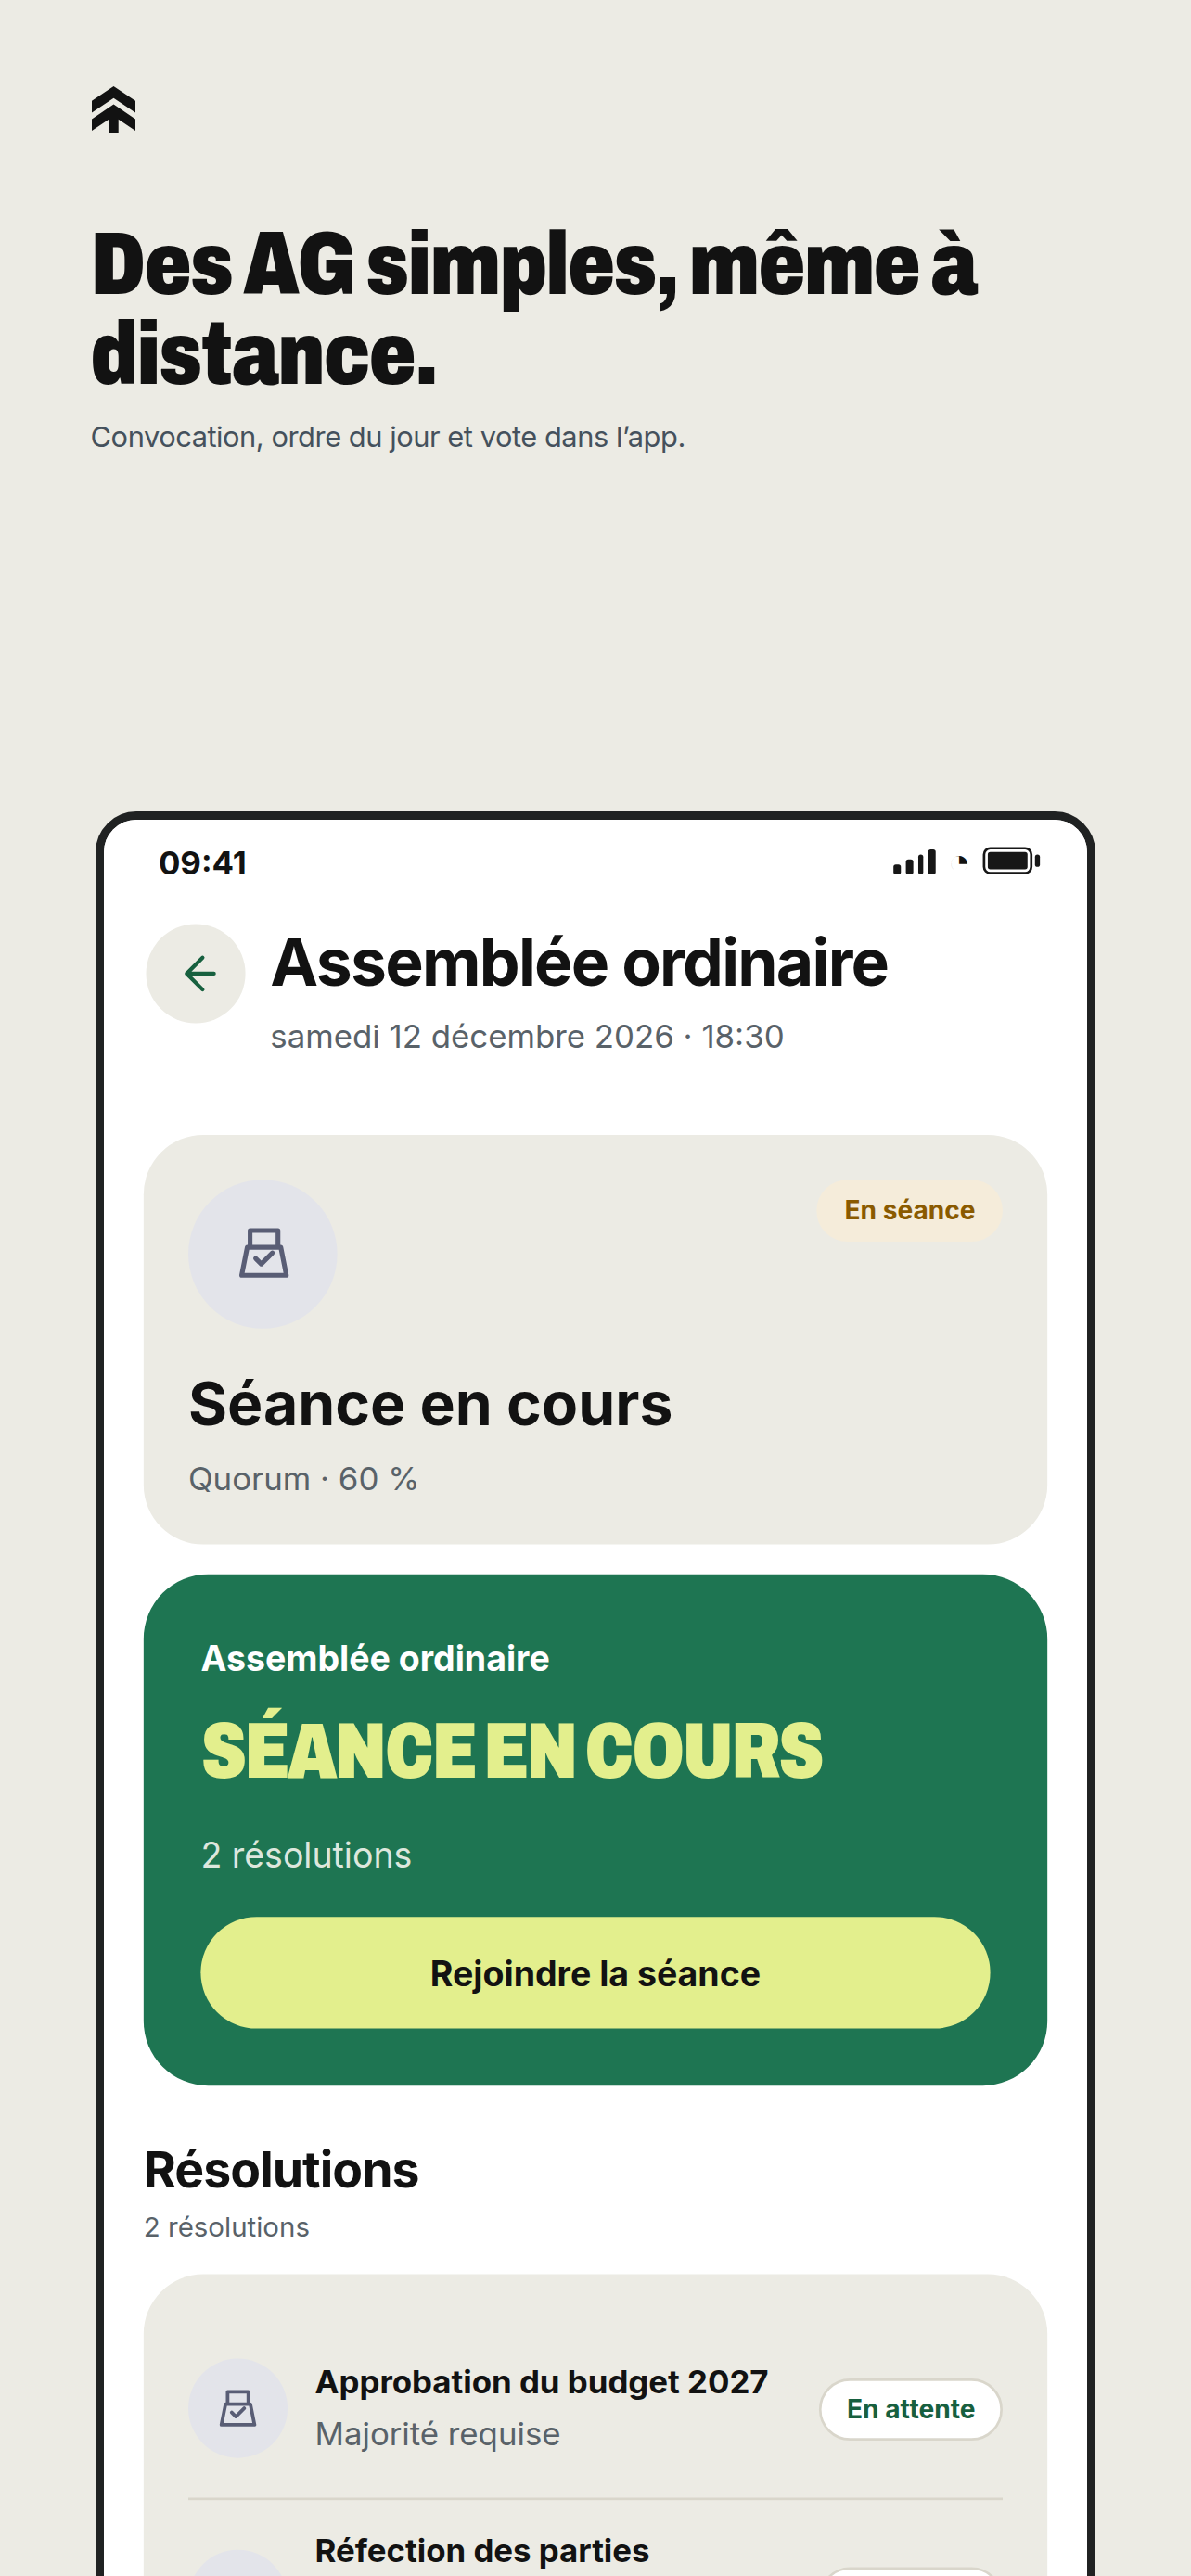 Des AG simples, même à
distance.
Convocation, ordre du jour et vote dans l’app.
09:41
Assemblée ordinaire
samedi 12 décembre 2026 · 18:30
En séance
Séance en cours
Quorum · 60 %
Assemblée ordinaire
SÉANCE EN COURS
2 résolutions
Rejoindre la séance
Résolutions
2 résolutions
Approbation du budget 2027
Majorité requise
En attente
Réfection des parties